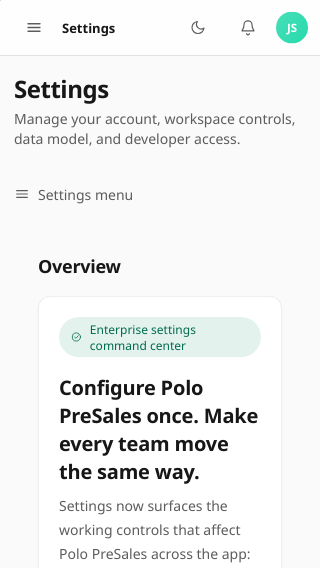 Settings
JS
Settings
Manage your account, workspace controls,
data model, and developer access.
Settings menu
Overview
Enterprise settings
command center
Configure Polo
PreSales once. Make
every team move
the same way.
Settings now surfaces the
working controls that affect
Polo PreSales across the app: